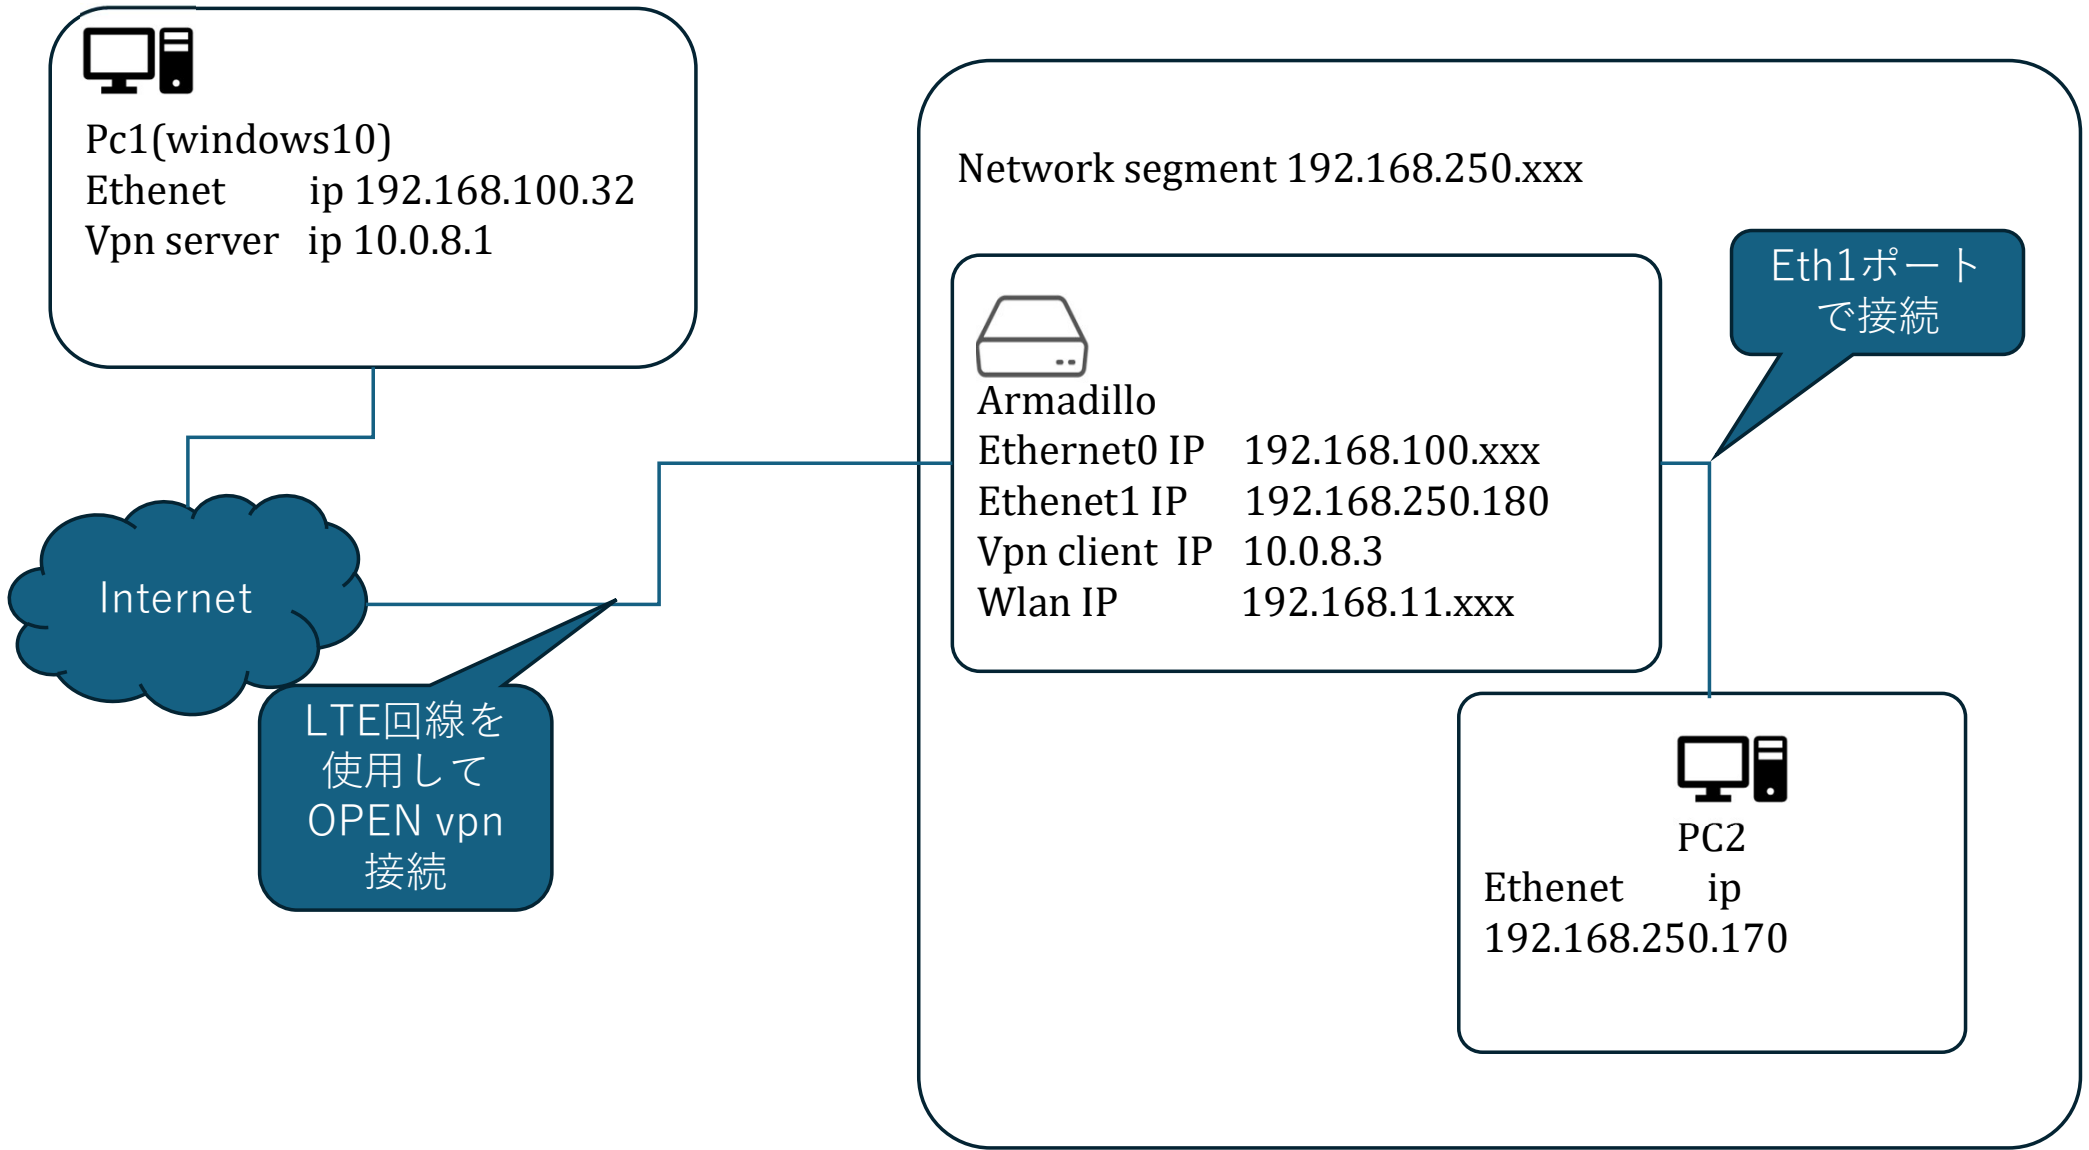 Pc1(windows10)
Ethenet ip 192.168.100.32
Vpn server ip 10.0.8.1
Network segment 192.168.250.xxx
Eth1ポート
で接続
Armadillo
Ethernet0 IP 192.168.100.xxx
Ethenet1 IP 192.168.250.180
Vpn client IP 10.0.8.3
Wlan IP 192.168.11.xxx
Internet
LTE回線を
使用して
OPEN vpn
接続
PC2
Ethenet ip
192.168.250.170